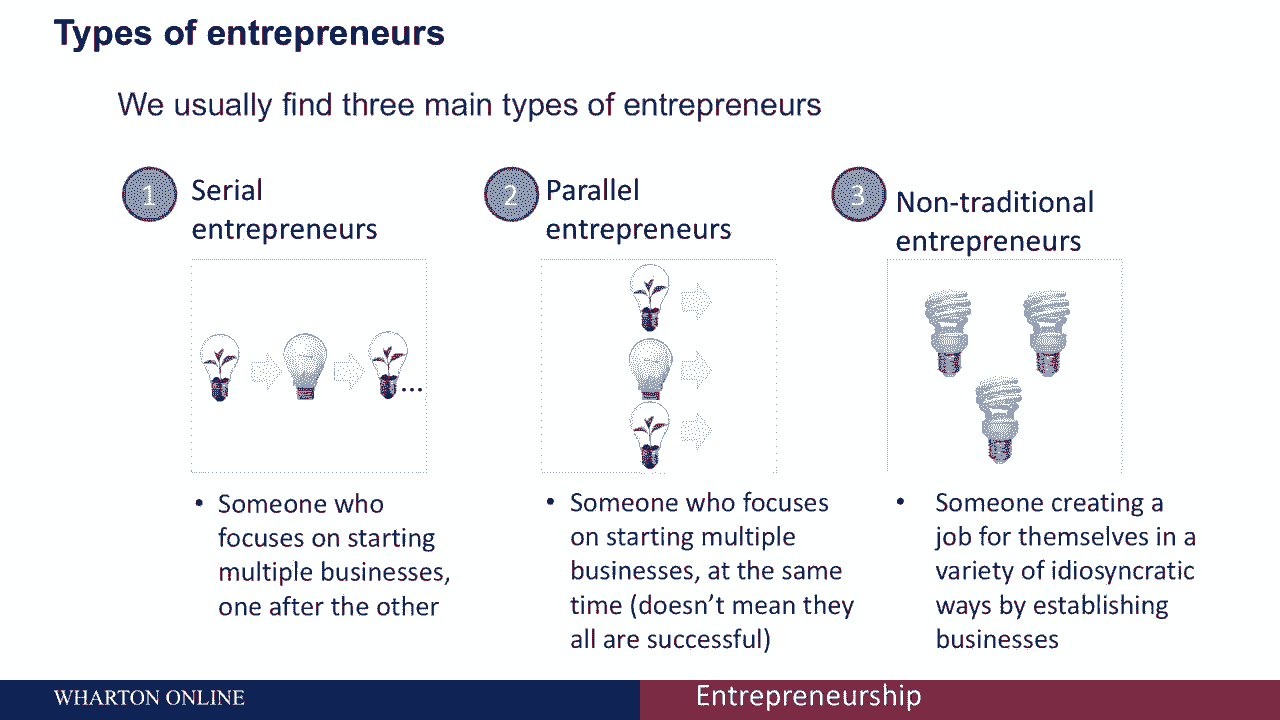 Types of entrepreneurs
We usually find three main types of entrepreneurs
1
Serial
entrepreneurs
...
• Someone who
focuses on starting
multiple businesses,
one after the other
2
Parallel
entrepreneurs
• Someone who focuses
on starting multiple
businesses, at the same
time (doesn’t mean they
all are successful)
3
Non-traditional
entrepreneurs
• Someone creating a
job for themselves in a
variety of idiosyncratic
ways by establishing
businesses
WHARTON ONLINE
Entrepreneurship